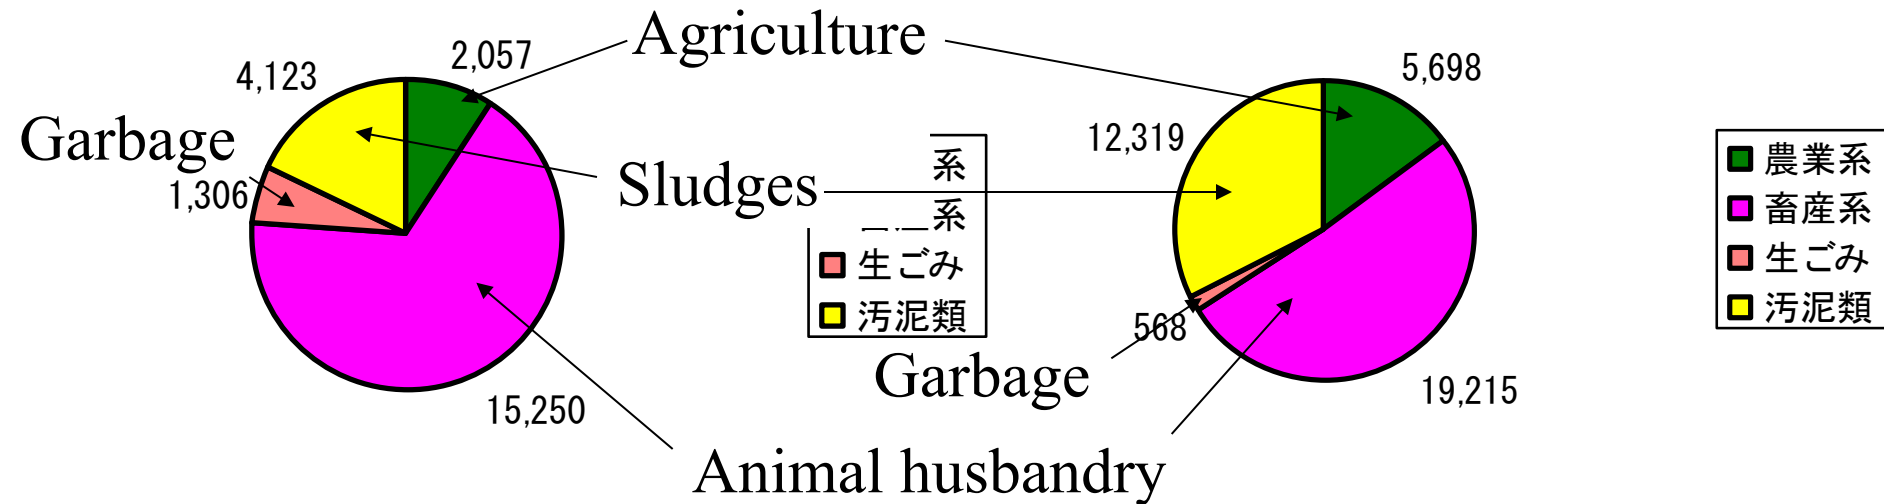 Agriculture
2,057
4,123
5,698
Garbage
12,319
系
農業系
1,306
Sludges
系
畜産系
生ごみ
生ごみ
汚泥類
汚泥類
568
Garbage
15,250
19,215
Animal husbandry